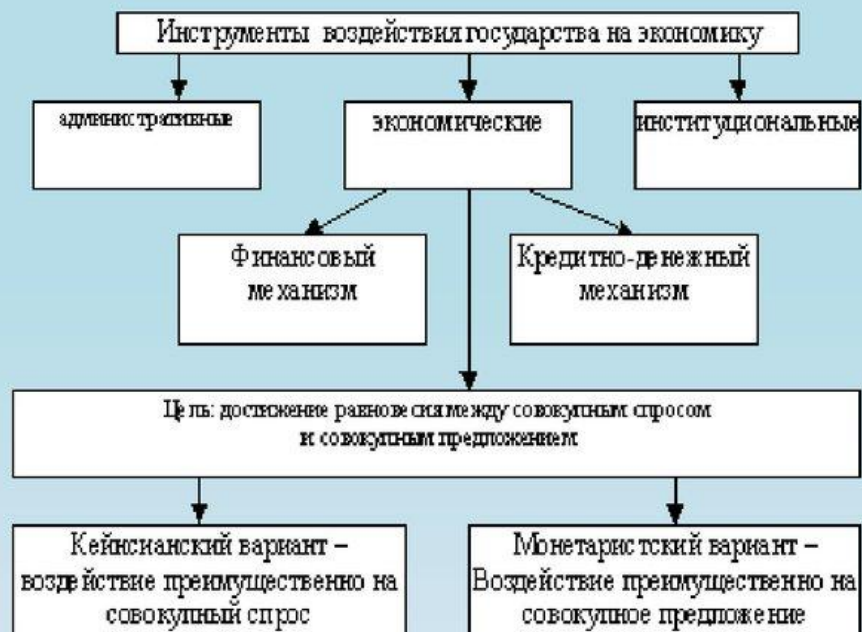 Инструменты воздействия государства на экономику
административные
экономические
институциональные
Финансовый
механизм
Кредитно-денежный
механизм
Цель: достижение равновесия между совокупным спросом
и совокупным предложением
Кейнсианский вариант –
воздействие преимущественно на
совокупный спрос
Монетаристский вариант –
Воздействие преимущественно на
совокупное предложение